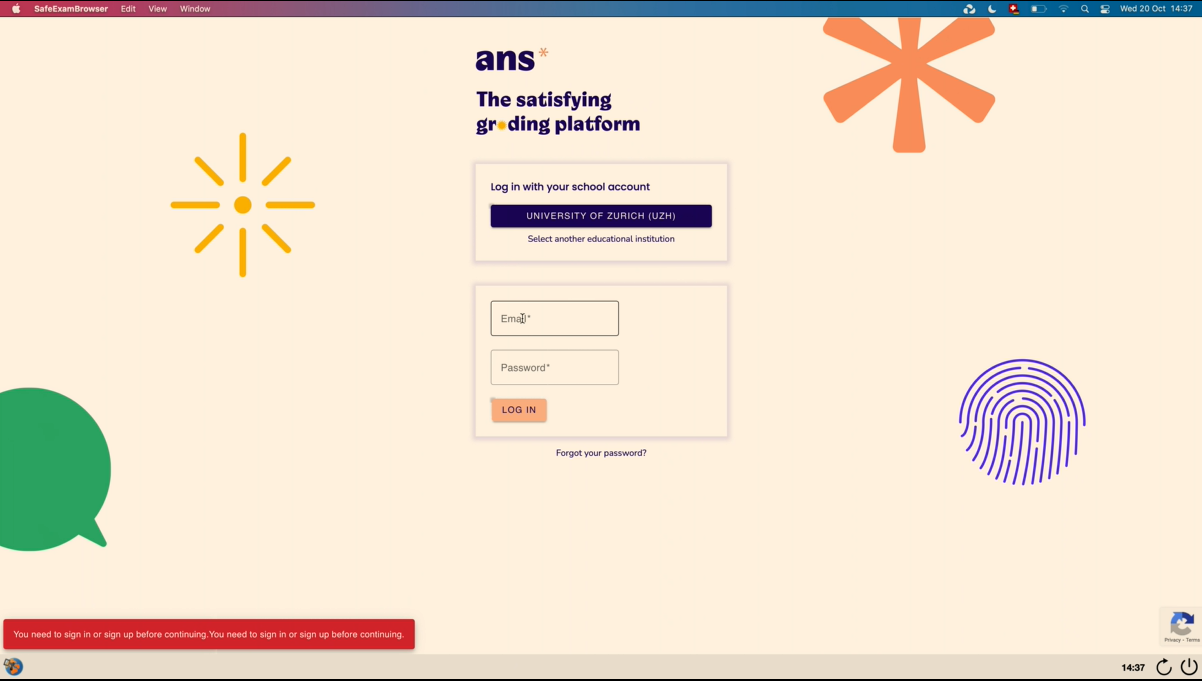 SafeExamBrowser Edit View Window Wed 20 Oct 14:37
ans*
The satisfying
grading platform
Log in with your school account
UNIVERSITY OF ZURICH (UZH)
Select another educational institution
Email*
Password*
LOG IN
Forgot your password?
You need to sign in or sign up before continuing.You need to sign in or sign up before continuing.
Privacy - Terms
14:37